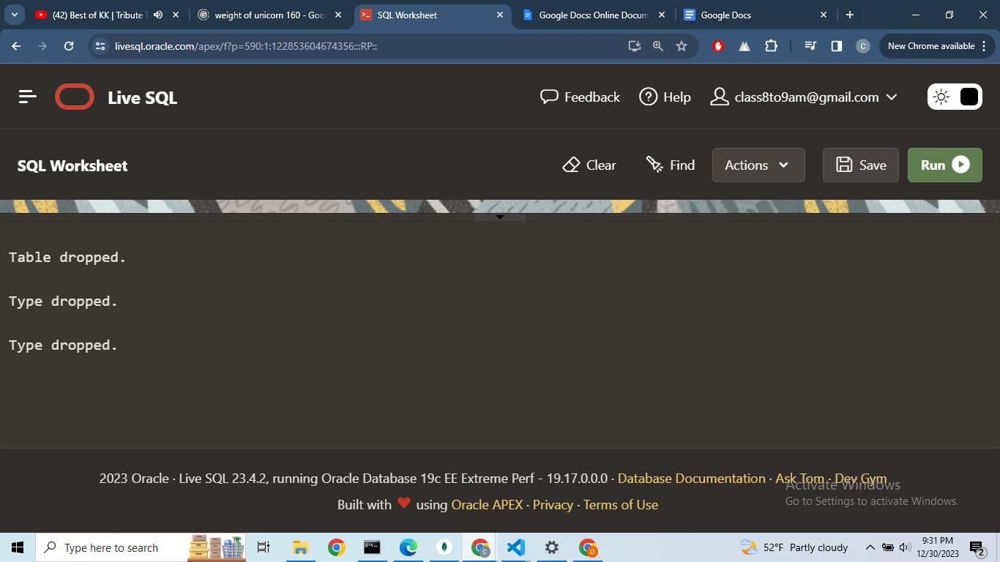 (42) Best of KK | Tribute T
weight of unicorn 160 - Goo
SQL Worksheet
Google Docs: Online Docum
Google Docs
livesql.oracle.com/apex/f?p=590:1:122853604674356:::RP::
C
New Chrome available
Live SQL
Feedback
Help
class8to9am@gmail.com
SQL Worksheet
Clear
Find
Actions
Save
Run
Table dropped.
Type dropped.
Type dropped.
2023 Oracle · Live SQL 23.4.2, running Oracle Database 19c EE Extreme Perf - 19.17.0.0.0 · Database Documentation · Ask Tom · Dev Gym
Built with ❤ using Oracle APEX · Privacy · Terms of Use
Activate Windows
Go to Settings to activate Windows.
Type here to search
52°F Partly cloudy
9:31 PM
12/30/2023
2